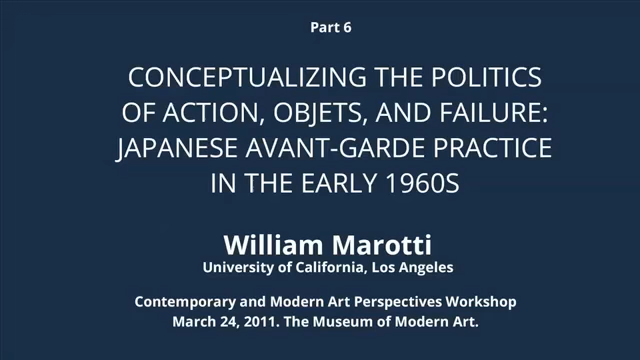 Part 6
CONCEPTUALIZING THE POLITICS
OF ACTION, OBJETS, AND FAILURE:
JAPANESE AVANT-GARDE PRACTICE
IN THE EARLY 1960S
William Marotti
University of California, Los Angeles
Contemporary and Modern Art Perspectives Workshop
March 24, 2011. The Museum of Modern Art.